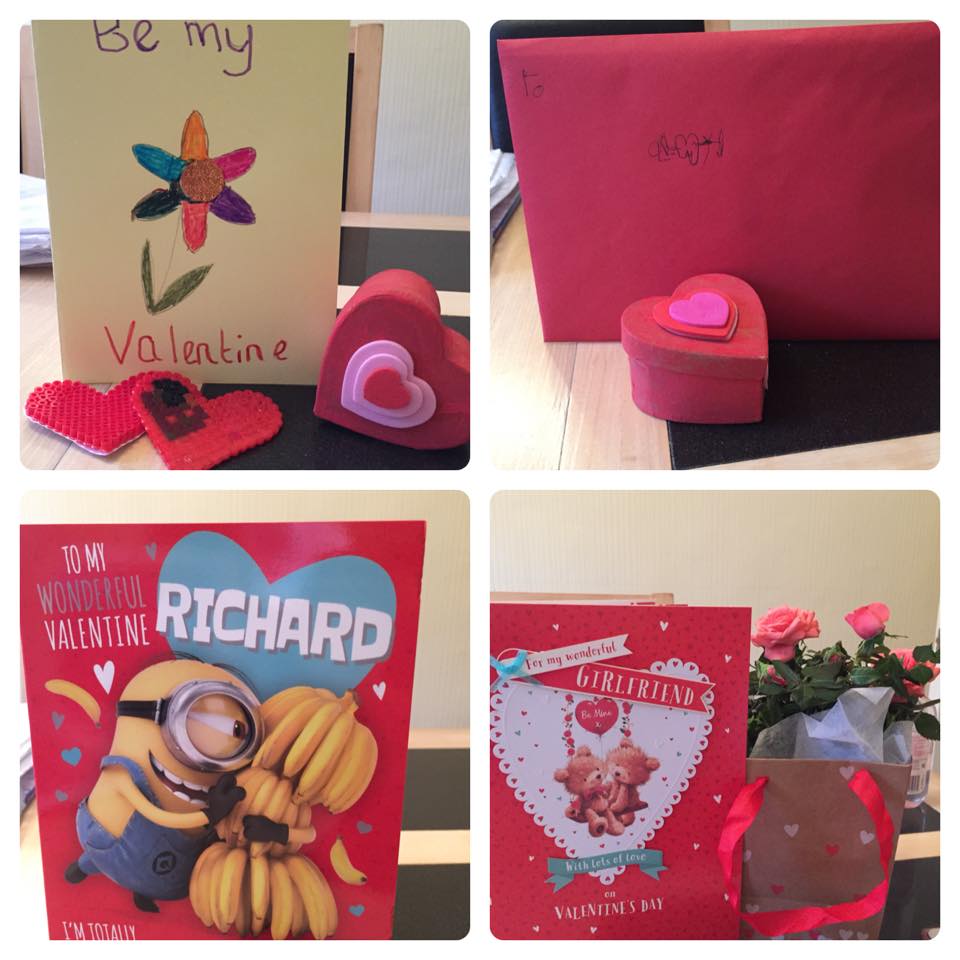 Be my
Valentine
To
TO MY
WONDERFUL
VALENTINE
RICHARD
I'M TOTALLY
For my wonderful
GIRLFRIEND
Be Mine
x
With Lots of Love
on
VALENTINE'S DAY